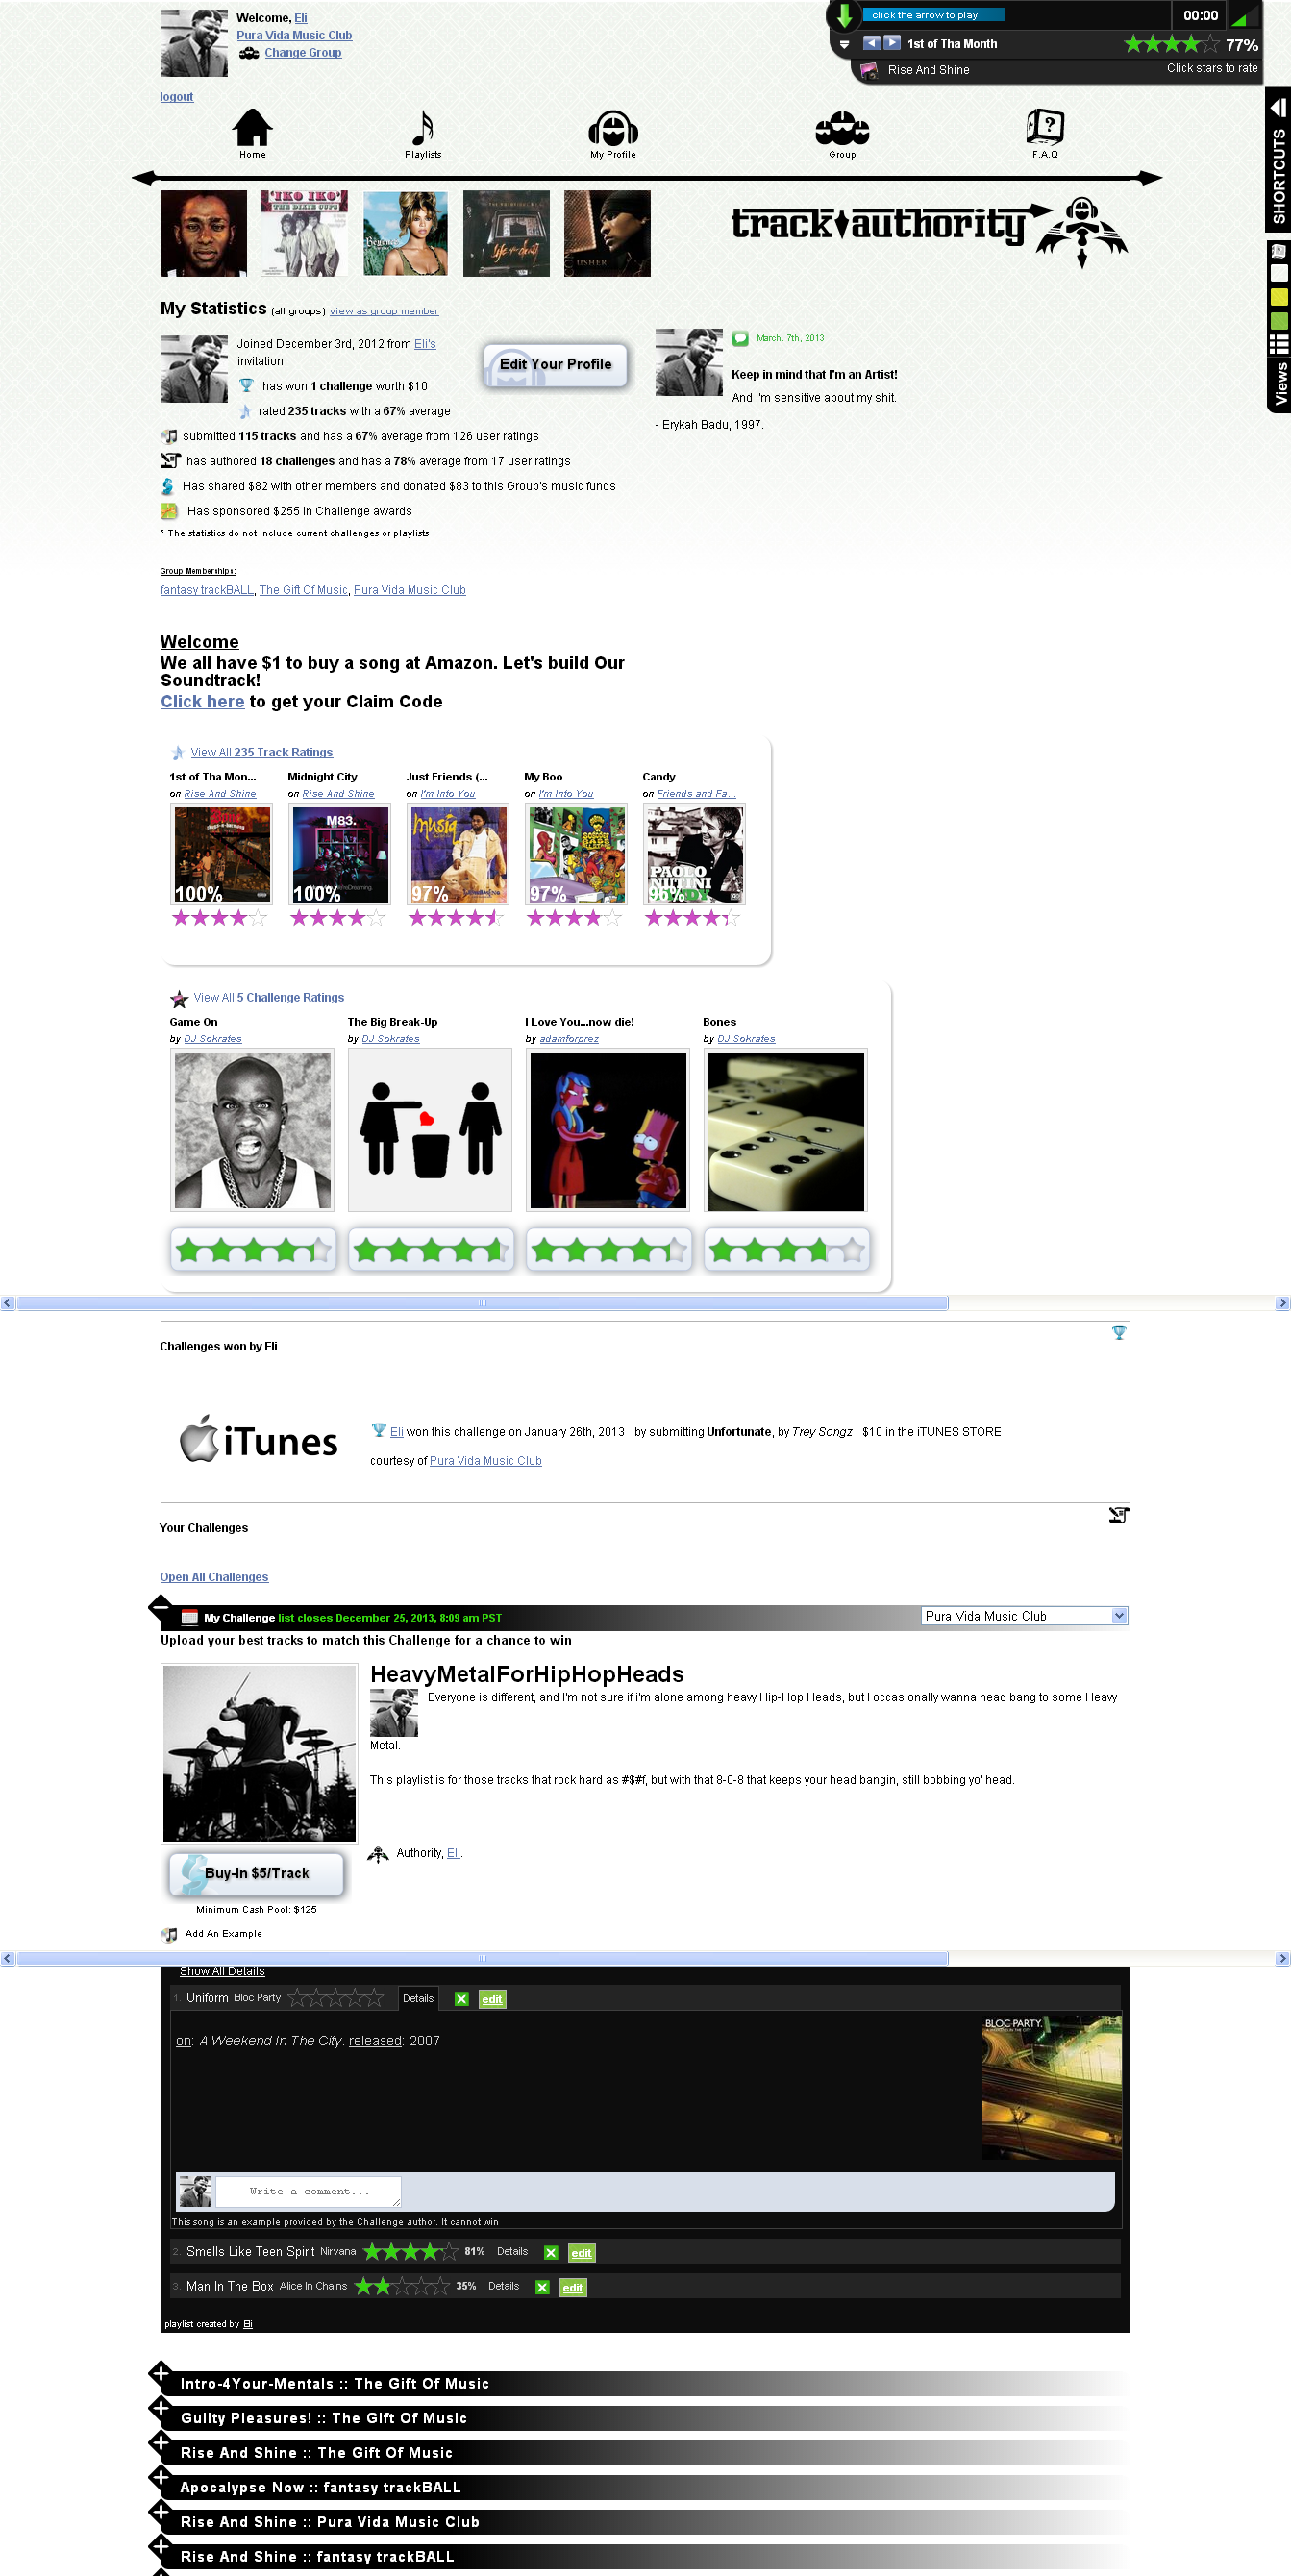 Welcome, Eli
Pura Vida Music Club
Change Group
logout
click the arrow to play
00:00
1st of Tha Month
77%
Rise And Shine
Click stars to rate
SHORTCUTS
Views
Home
Playlists
My Profile
Group
F.A.Q
'IKO IKO'
THE DIXIE CUPS
Beyoncé
USHER
track authority
My Statistics (all groups) view as group member
Joined December 3rd, 2012 from Eli's
invitation
has won 1 challenge worth $10
rated 235 tracks with a 67% average
submitted 115 tracks and has a 67% average from 126 user ratings
has authored 18 challenges and has a 78% average from 17 user ratings
Has shared $82 with other members and donated $83 to this Group's music funds
Has sponsored $255 in Challenge awards
* The statistics do not include current challenges or playlists
Edit Your Profile
March. 7th, 2013
Keep in mind that I'm an Artist!
And i'm sensitive about my shit.
- Erykah Badu, 1997.
Group Memberships:
fantasy trackBALL, The Gift Of Music, Pura Vida Music Club
Welcome
We all have $1 to buy a song at Amazon. Let's build Our
Soundtrack!
Click here to get your Claim Code
View All 235 Track Ratings
1st of Tha Mon...
on Rise And Shine
100%
Midnight City
on Rise And Shine
M83.
100%
Just Friends (...
on I'm Into You
musiq
97%
My Boo
on I'm Into You
97%
Candy
on Friends and Fa...
PAOLO
NUTINI
96%
View All 5 Challenge Ratings
Game On
by DJ Sokrates
The Big Break-Up
by DJ Sokrates
I Love You...now die!
by adamforprez
Bones
by DJ Sokrates
Challenges won by Eli
iTunes
Eli won this challenge on January 26th, 2013 by submitting Unfortunate, by Trey Songz $10 in the iTUNES STORE
courtesy of Pura Vida Music Club
Your Challenges
Open All Challenges
My Challenge list closes December 25, 2013, 8:09 am PST
Pura Vida Music Club
Upload your best tracks to match this Challenge for a chance to win
HeavyMetalForHipHopHeads
Everyone is different, and I'm not sure if i'm alone among heavy Hip-Hop Heads, but I occasionally wanna head bang to some Heavy
Metal.
This playlist is for those tracks that rock hard as #$#f, but with that 8-0-8 that keeps your head bangin, still bobbing yo' head.
Authority, Eli.
Buy-In $5/Track
Minimum Cash Pool: $125
Add An Example
Show All Details
1. Uniform Bloc Party Details edit
on: A Weekend In The City. released: 2007
BLOC PARTY.
Write a comment...
This song is an example provided by the Challenge author. It cannot win
2. Smells Like Teen Spirit Nirvana 81% Details edit
3. Man In The Box Alice In Chains 35% Details edit
playlist created by Eli
Intro-4Your-Mentals :: The Gift Of Music
Guilty Pleasures! :: The Gift Of Music
Rise And Shine :: The Gift Of Music
Apocalypse Now :: fantasy trackBALL
Rise And Shine :: Pura Vida Music Club
Rise And Shine :: fantasy trackBALL